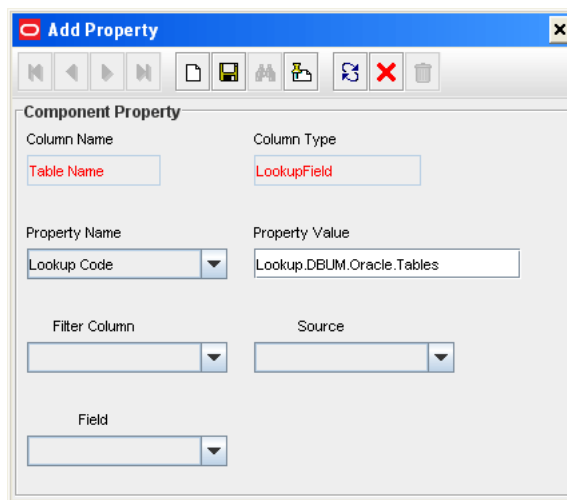 Add Property
Component Property
Column Name Column Type
Table Name LookupField
Property Name Property Value
Lookup Code Lookup.DBUM.Oracle.Tables
Filter Column Source
Field